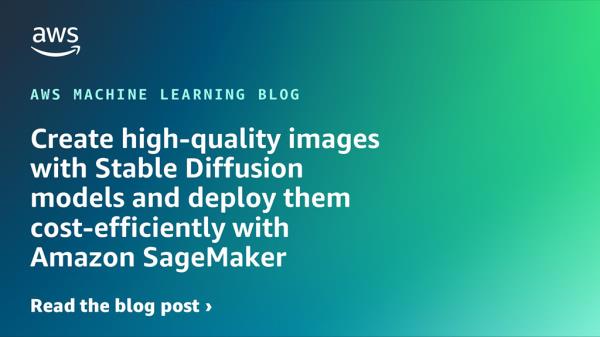 aws
AWS MACHINE LEARNING BLOG
Create high-quality images
with Stable Diffusion
models and deploy them
cost-efficiently with
Amazon SageMaker
Read the blog post ›